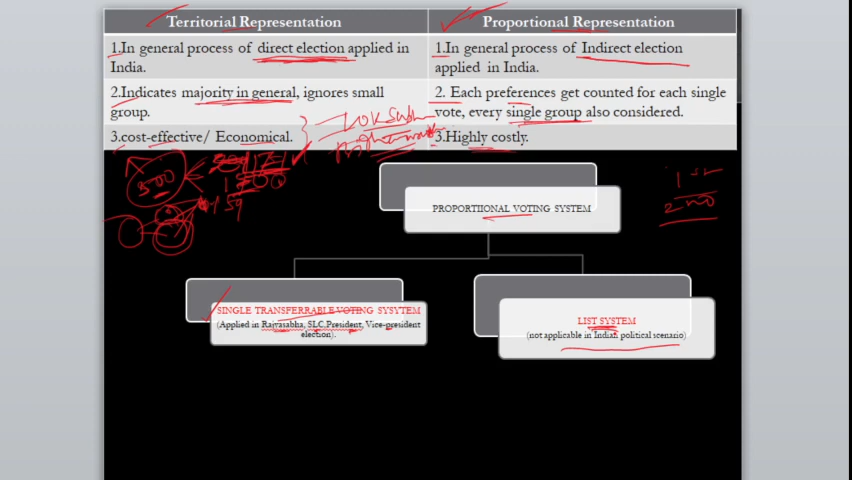 Territorial Representation
Proportional Representation
1.In general process of direct election applied in
India.
1.In general process of Indirect election
applied in India.
2.Indicates majority in general, ignores small
group.
2. Each preferences get counted for each single
vote, every single group also considered.
3.cost-effective/ Economical.
3.Highly costly.
500
1st
2nd
PROPORTIIONAL VOTING SYSTEM
SINGLE TRANSFERRABLE VOTING SYSYTEM
(Applied in Rajyasabha, SLC,President, Vice-president
election).
LIST SYSTEM
(not applicable in Indian political scenario)